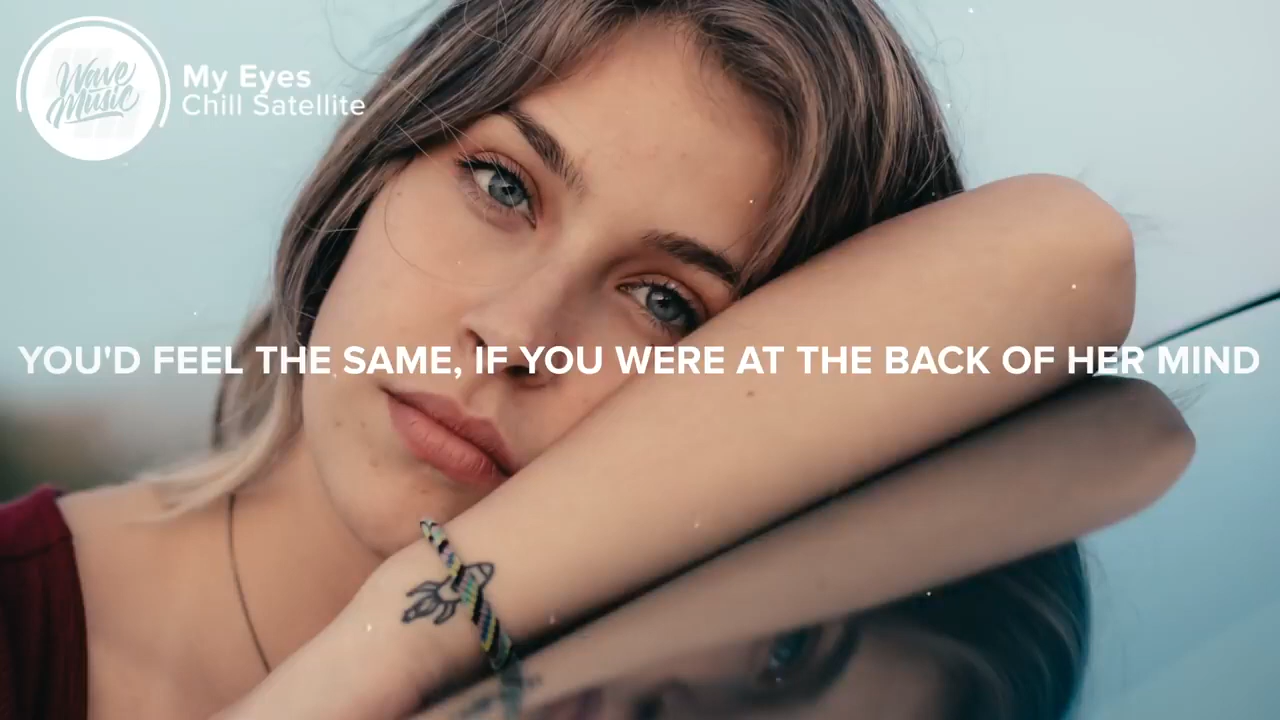 Wave
Music
My Eyes
Chill Satellite
YOU'D FEEL THE SAME, IF YOU WERE AT THE BACK OF HER MIND